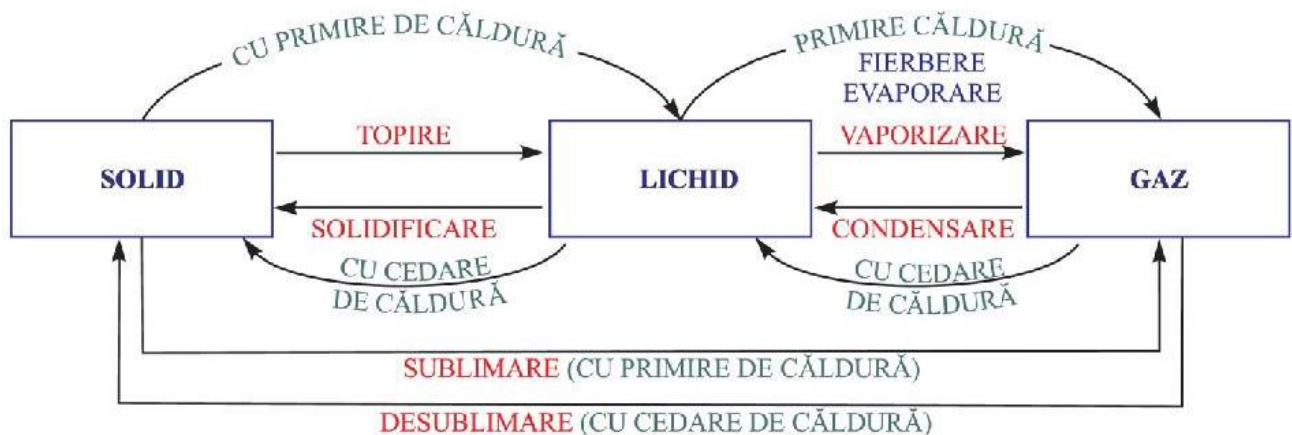 CU PRIMIRE DE CĂLDURĂ
PRIMIRE CĂLDURĂ
FIERBERE
EVAPORARE
TOPIRE
VAPORIZARE
SOLID
LICHID
GAZ
SOLIDIFICARE
CONDENSARE
CU CEDARE
DE CĂLDURĂ
CU CEDARE
DE CĂLDURĂ
SUBLIMARE (CU PRIMIRE DE CĂLDURĂ)
DESUBLIMARE (CU CEDARE DE CĂLDURĂ)